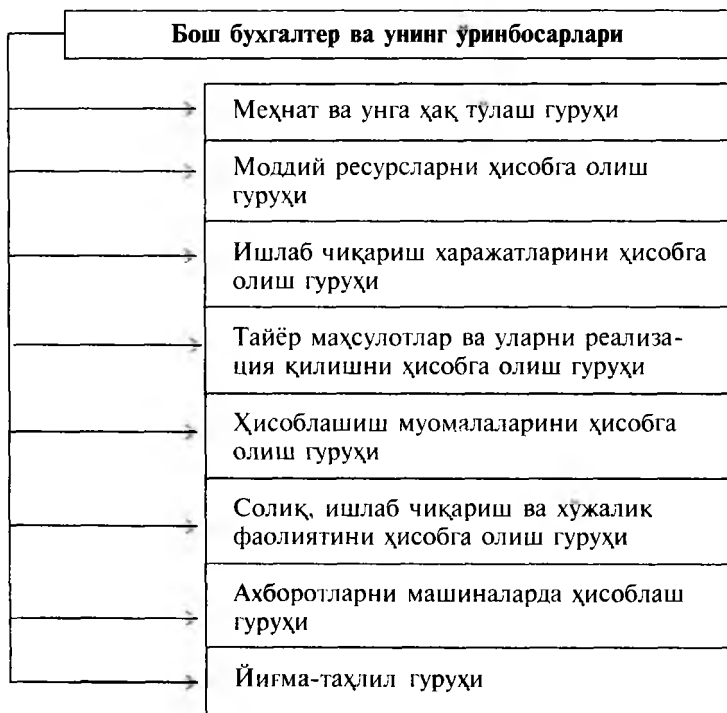 Бош бухгалтер ва унинг ўринбосарлари
Меҳнат ва унга ҳақ тўлаш гуруҳи
Моддий ресурсларни ҳисобга олиш
гуруҳи
Ишлаб чиқариш харажатларини ҳисобга
олиш гуруҳи
Тайёр маҳсулотлар ва уларни реализа-
ция қилишни ҳисобга олиш гуруҳи
Ҳисоблашиш муомалаларини ҳисобга
олиш гуруҳи
Солиқ, ишлаб чиқариш ва хўжалик
фаолиятини ҳисобга олиш гуруҳи
Ахборотларни машиналарда ҳисоблаш
гуруҳи
Йиғма-таҳлил гуруҳи